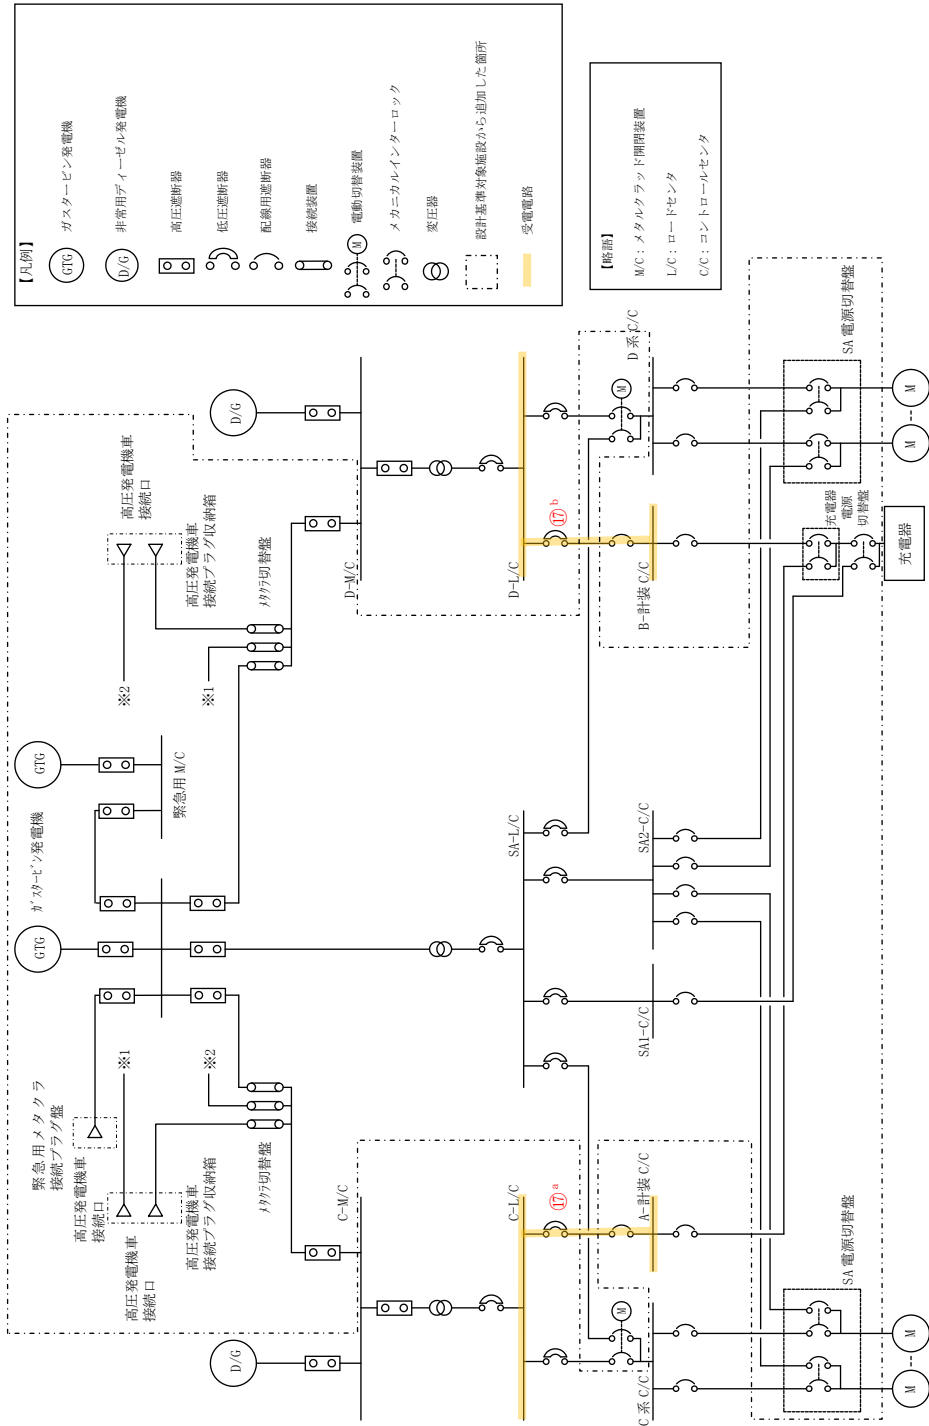 【凡例】
GTG
ガスタービン発電機
D/G
非常用ディーゼル発電機
高圧遮断器
低圧遮断器
配線用遮断器
接続装置
M
電動切替装置
メカニカルインターロック
変圧器
設計基準対象施設から追加した箇所
受電電路
【略語】
M/C：メタルクラッド開閉装置
L/C：ロードセンタ
C/C：コントロールセンタ
緊急用メタクラ
接続プラグ盤
GTG
ｶﾞｽﾀｰﾋﾞﾝ発電機
GTG
高圧発電機車
接続口
※1
緊急用 M/C
※2
高圧発電機車
接続口
高圧発電機車
接続口
※2
※1
高圧発電機車
接続プラグ収納箱
高圧発電機車
接続プラグ収納箱
ﾒﾀｸﾗ切替盤
ﾒﾀｸﾗ切替盤
D/G
D/G
C-M/C
D-M/C
C-L/C
SA-L/C
D-L/C
⑰a
⑰b
M
M
C 系 C/C
A-計装 C/C
SA1-C/C
SA2-C/C
B-計装 C/C
D 系 C/C
SA 電源切替盤
充電器
電源
切替盤
SA 電源切替盤
M
M
充電器
M
M